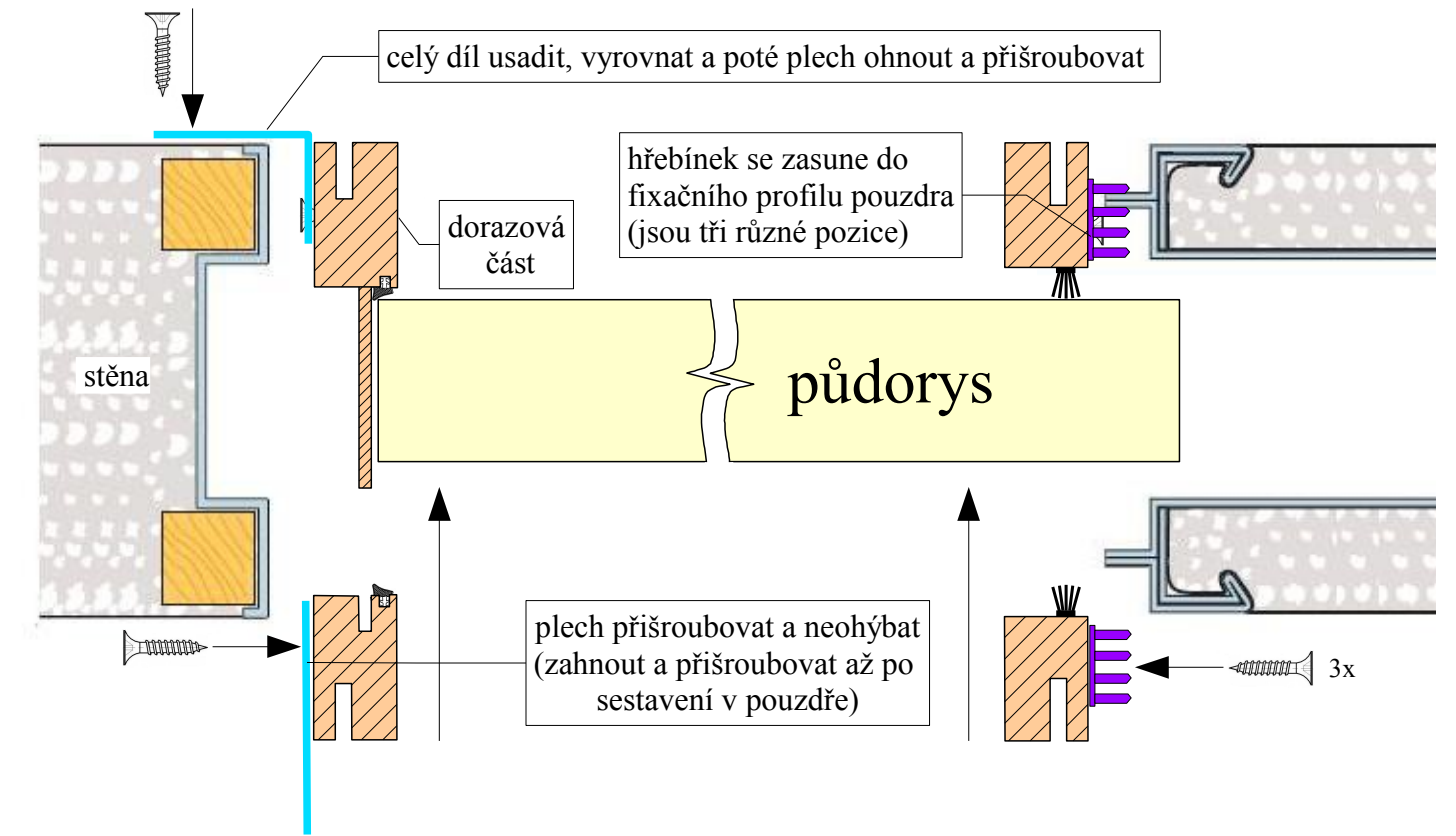 celý díl usadit, vyrovnat a poté plech ohnout a přišroubovat
hřebínek se zasune do
fixačního profilu pouzdra
(jsou tři různé pozice)
dorazová
část
stěna
půdorys
plech přišroubovat a neohýbat
(zahnout a přišroubovat až po
sestavení v pouzdře)
3x